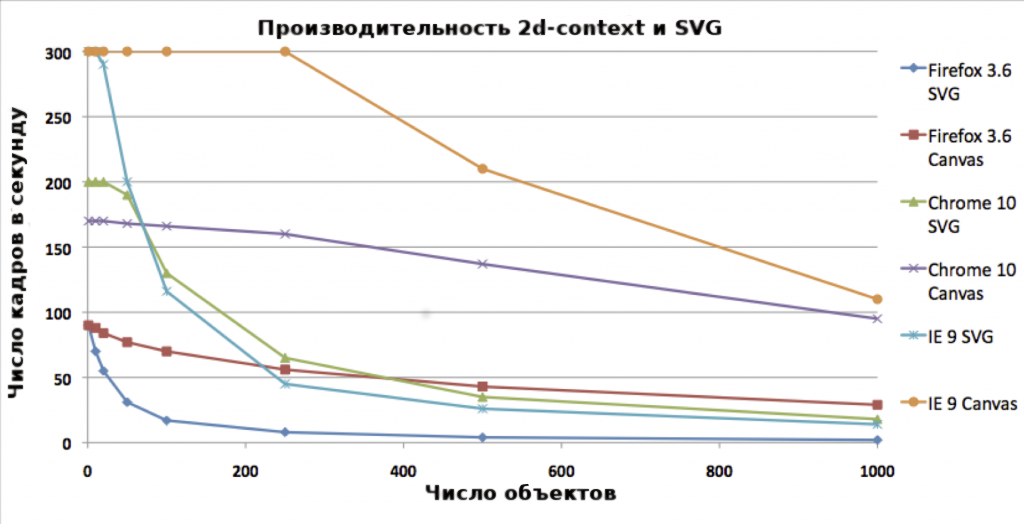 Производительность 2d-context и SVG
Число кадров в секунду
300
250
200
150
100
50
0
0 200 400 600 800 1000
Число объектов
Firefox 3.6
SVG
Firefox 3.6
Canvas
Chrome 10
SVG
Chrome 10
Canvas
IE 9 SVG
IE 9 Canvas